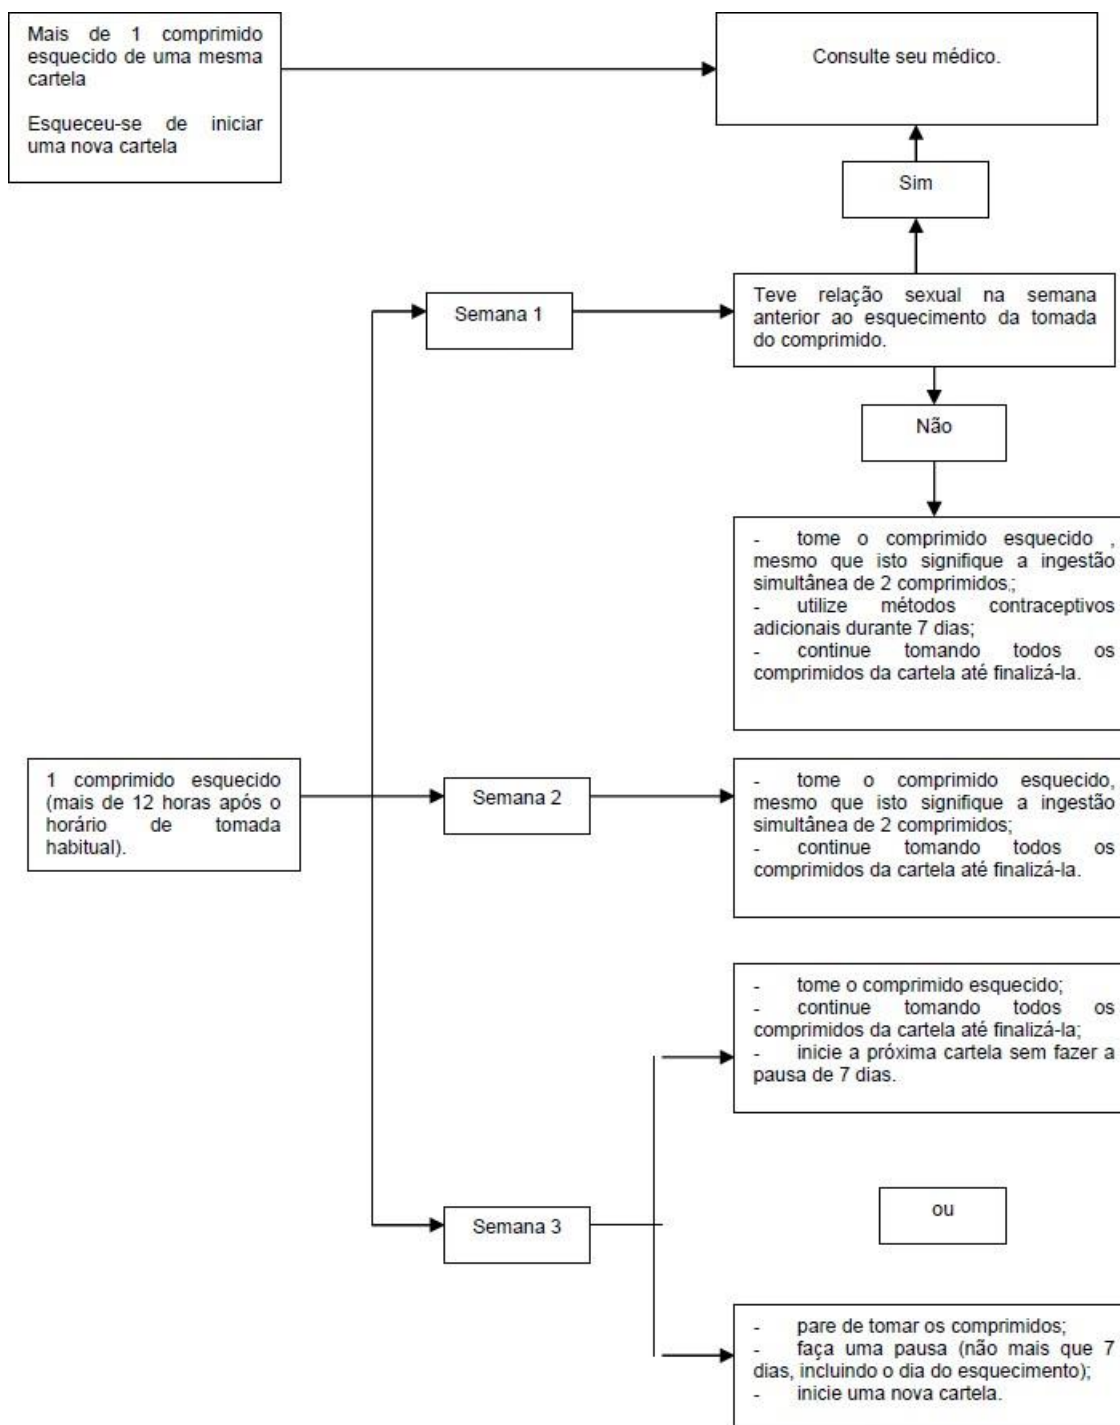 Mais de 1 comprimido
esquecido de uma mesma
cartela
Esqueceu-se de iniciar
uma nova cartela
Consulte seu médico.
Sim
Semana 1
Teve relação sexual na semana
anterior ao esquecimento da tomada
do comprimido.
Não
- tome o comprimido esquecido ,
mesmo que isto signifique a ingestão
simultânea de 2 comprimidos,;
- utilize métodos contraceptivos
adicionais durante 7 dias;
- continue tomando todos os
comprimidos da cartela até finalizá-la.
1 comprimido esquecido
(mais de 12 horas após o
horário de tomada
habitual).
Semana 2
- tome o comprimido esquecido,
mesmo que isto signifique a ingestão
simultânea de 2 comprimidos;
- continue tomando todos os
comprimidos da cartela até finalizá-la.
Semana 3
- tome o comprimido esquecido;
- continue tomando todos os
comprimidos da cartela até finalizá-la;
- inicie a próxima cartela sem fazer a
pausa de 7 dias.
ou
- pare de tomar os comprimidos;
- faça uma pausa (não mais que 7
dias, incluindo o dia do esquecimento);
- inicie uma nova cartela.